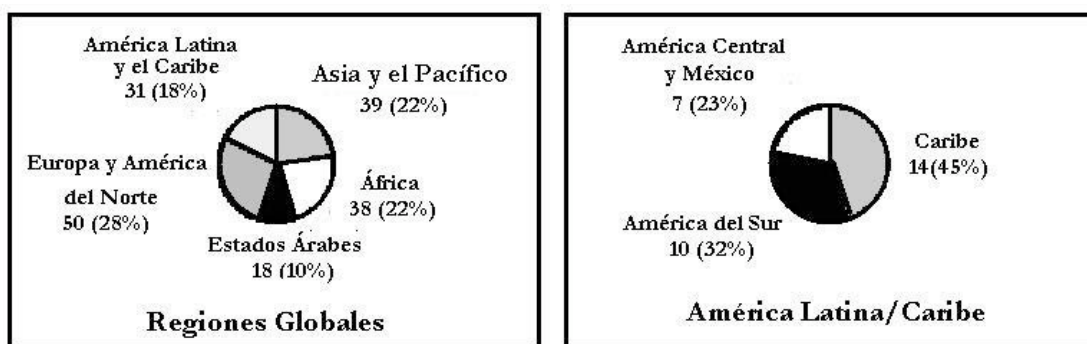 América Latina
y el Caribe
31 (18%)
Asia y el Pacífico
39 (22%)
Europa y América
del Norte
50 (28%)
África
38 (22%)
Estados Árabes
18 (10%)
Regiones Globales
América Central
y México
7 (23%)
Caribe
14(45%)
América del Sur
10 (32%)
América Latina/Caribe